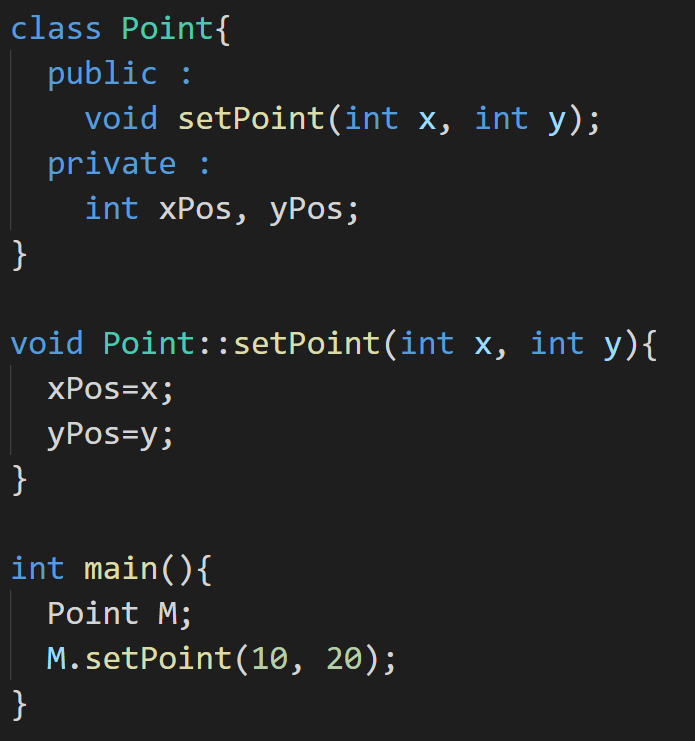 class Point{
  public :
    void setPoint(int x, int y);
  private :
    int xPos, yPos;
}

void Point::setPoint(int x, int y){
  xPos=x;
  yPos=y;
}

int main(){
  Point M;
  M.setPoint(10, 20);
}